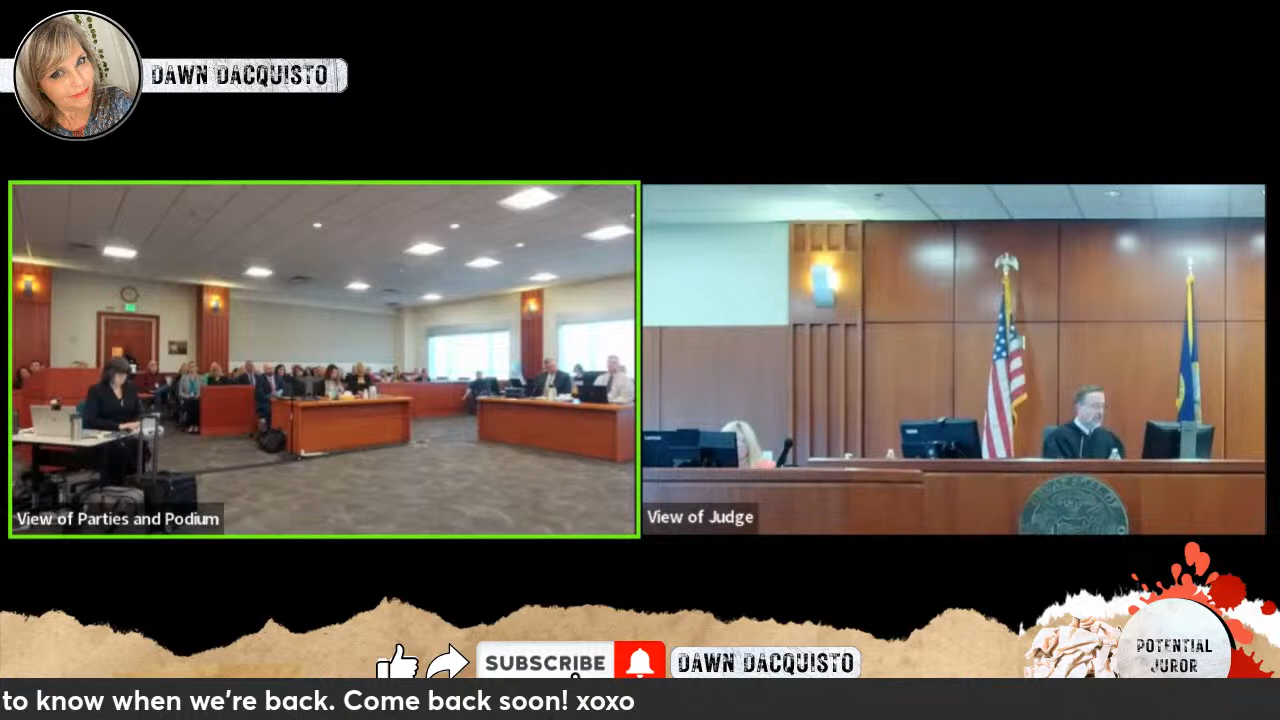 DAWN DACQUISTO
View of Parties and Podium
View of Judge
POTENTIAL
JUROR
SUBSCRIBE
DAWN DACQUISTO
to know when we're back. Come back soon! xoxo